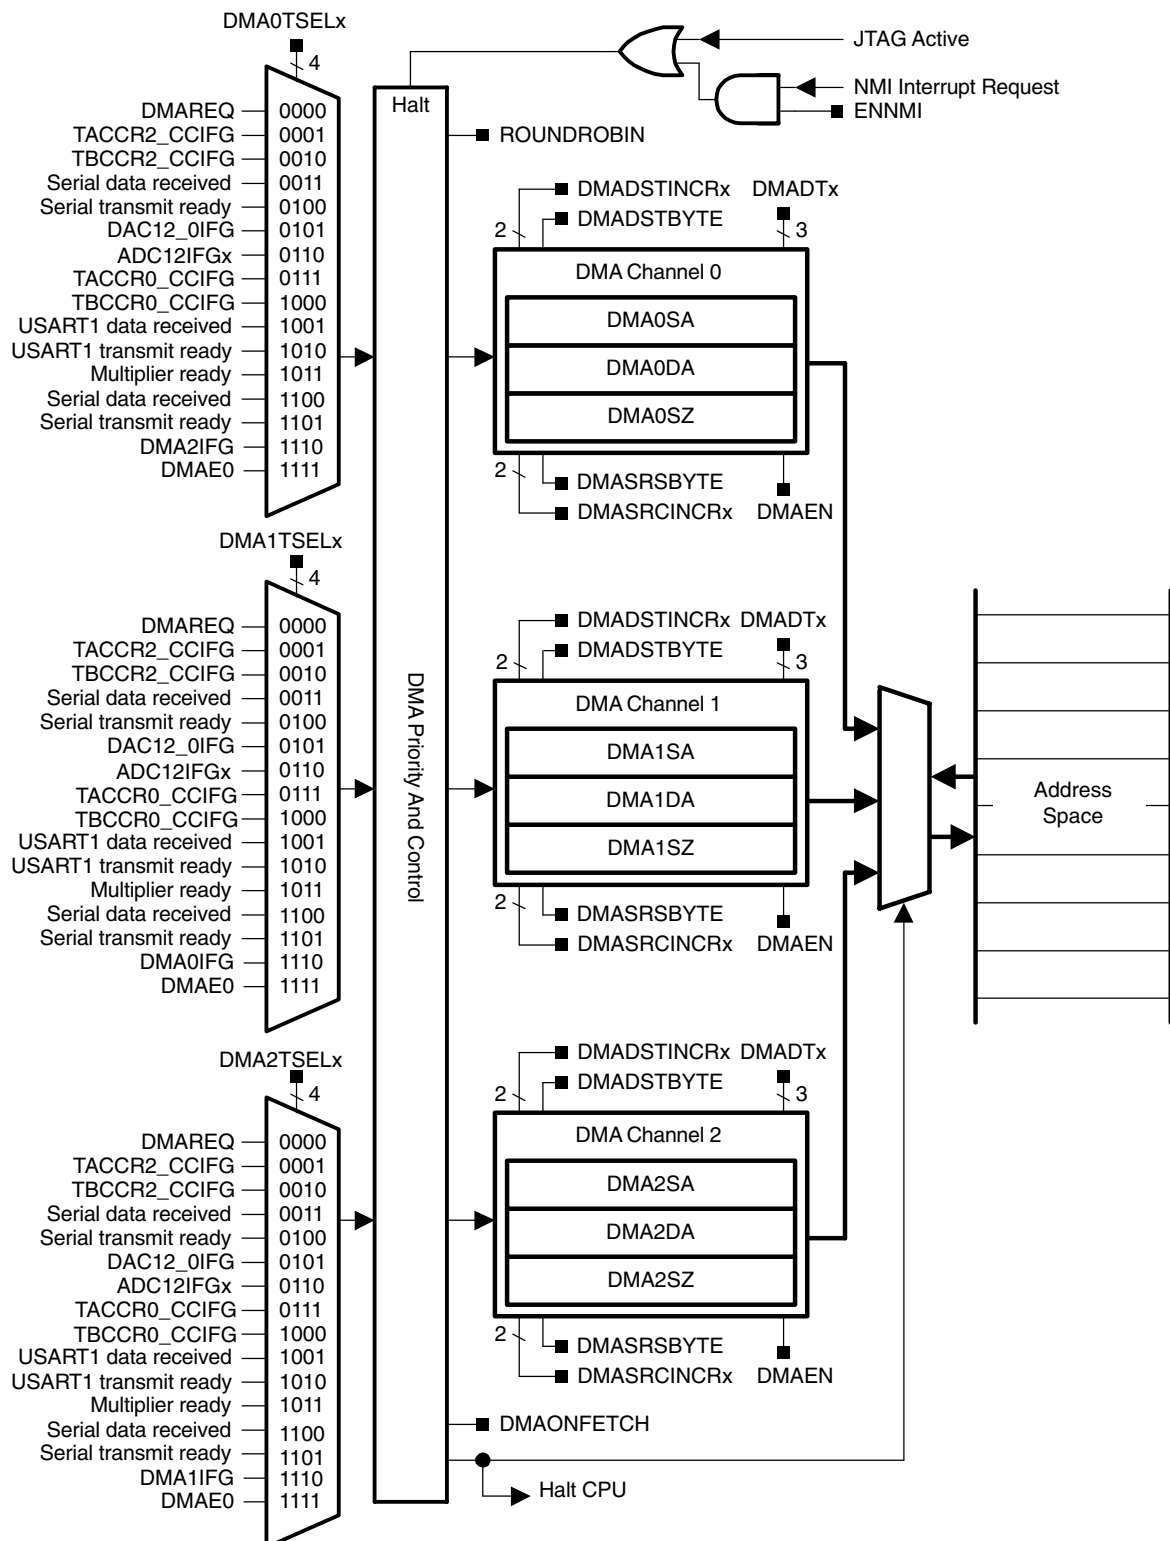 DMA0TSELx
4
JTAG Active
NMI Interrupt Request
ENNMI
Halt
ROUNDROBIN
DMAREQ 0000
TACCR2_CCIFG 0001
TBCCR2_CCIFG 0010
Serial data received 0011
Serial transmit ready 0100
DAC12_0IFG 0101
ADC12IFGx 0110
TACCR0_CCIFG 0111
TBCCR0_CCIFG 1000
USART1 data received 1001
USART1 transmit ready 1010
Multiplier ready 1011
Serial data received 1100
Serial transmit ready 1101
DMA2IFG 1110
DMAE0 1111
DMADSTINCRx DMADTx
DMADSTBYTE
2 3
DMA Channel 0
DMA0SA
DMA0DA
DMA0SZ
2
DMASRSBYTE
DMASRCINCRx DMAEN
DMA1TSELx
4
DMAREQ 0000
TACCR2_CCIFG 0001
TBCCR2_CCIFG 0010
Serial data received 0011
Serial transmit ready 0100
DAC12_0IFG 0101
ADC12IFGx 0110
TACCR0_CCIFG 0111
TBCCR0_CCIFG 1000
USART1 data received 1001
USART1 transmit ready 1010
Multiplier ready 1011
Serial data received 1100
Serial transmit ready 1101
DMA0IFG 1110
DMAE0 1111
DMA Priority And Control
DMADSTINCRx DMADTx
DMADSTBYTE
2 3
DMA Channel 1
DMA1SA
DMA1DA
DMA1SZ
2
DMASRSBYTE
DMASRCINCRx DMAEN
Address
Space
DMA2TSELx
4
DMAREQ 0000
TACCR2_CCIFG 0001
TBCCR2_CCIFG 0010
Serial data received 0011
Serial transmit ready 0100
DAC12_0IFG 0101
ADC12IFGx 0110
TACCR0_CCIFG 0111
TBCCR0_CCIFG 1000
USART1 data received 1001
USART1 transmit ready 1010
Multiplier ready 1011
Serial data received 1100
Serial transmit ready 1101
DMA1IFG 1110
DMAE0 1111
DMADSTINCRx DMADTx
DMADSTBYTE
2 3
DMA Channel 2
DMA2SA
DMA2DA
DMA2SZ
2
DMASRSBYTE
DMASRCINCRx DMAEN
DMAONFETCH
Halt CPU